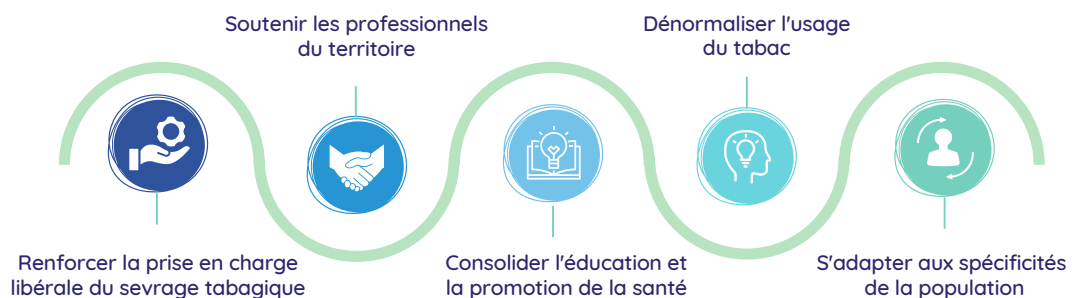 Soutenir les professionnels
du territoire
Dénormaliser l'usage
du tabac
Renforcer la prise en charge
libérale du sevrage tabagique
Consolider l'éducation et
la promotion de la santé
S'adapter aux spécificités
de la population